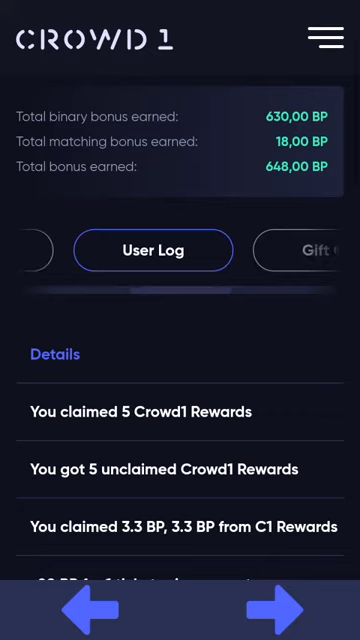 CROWD 1
Total binary bonus earned: 630,00 BP
Total matching bonus earned: 18,00 BP
Total bonus earned: 648,00 BP
User Log Gift
Details
You claimed 5 Crowd1 Rewards
You got 5 unclaimed Crowd1 Rewards
You claimed 3.3 BP, 3.3 BP from C1 Rewards